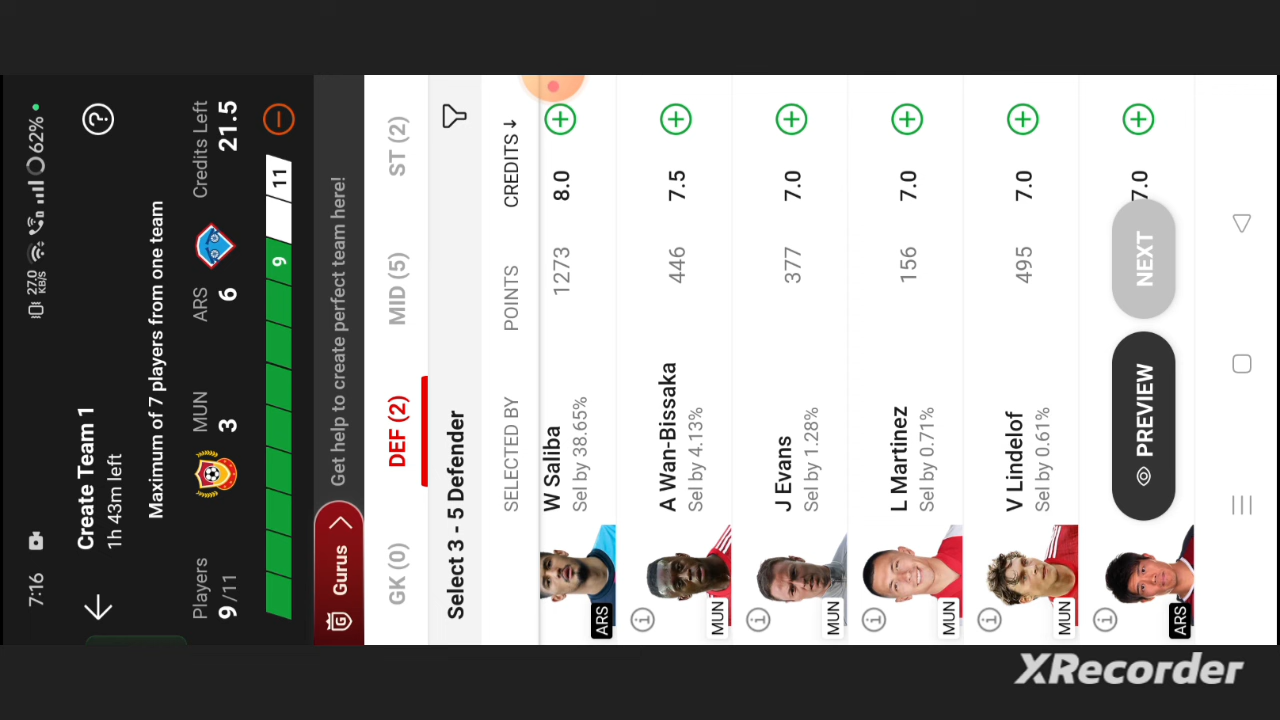 7:16
27.0
KB/S
62%
Create Team 1
1h 43m left
?
Maximum of 7 players from one team
Players
9 /11
MUN
3
ARS
6
Credits Left
21.5
9
11
G
Gurus
Get help to create perfect team here!
GK (0)
DEF (2)
MID (5)
ST (2)
Select 3 - 5 Defender
SELECTED BY
POINTS
CREDITS ↓
W Saliba
Sel by 38.65%
1273
8.0
ARS
A Wan-Bissaka
Sel by 4.13%
446
7.5
MUN
J Evans
Sel by 1.28%
377
7.0
MUN
L Martinez
Sel by 0.71%
156
7.0
MUN
V Lindelof
Sel by 0.61%
495
7.0
MUN
7.0
ARS
PREVIEW
NEXT
XRecorder